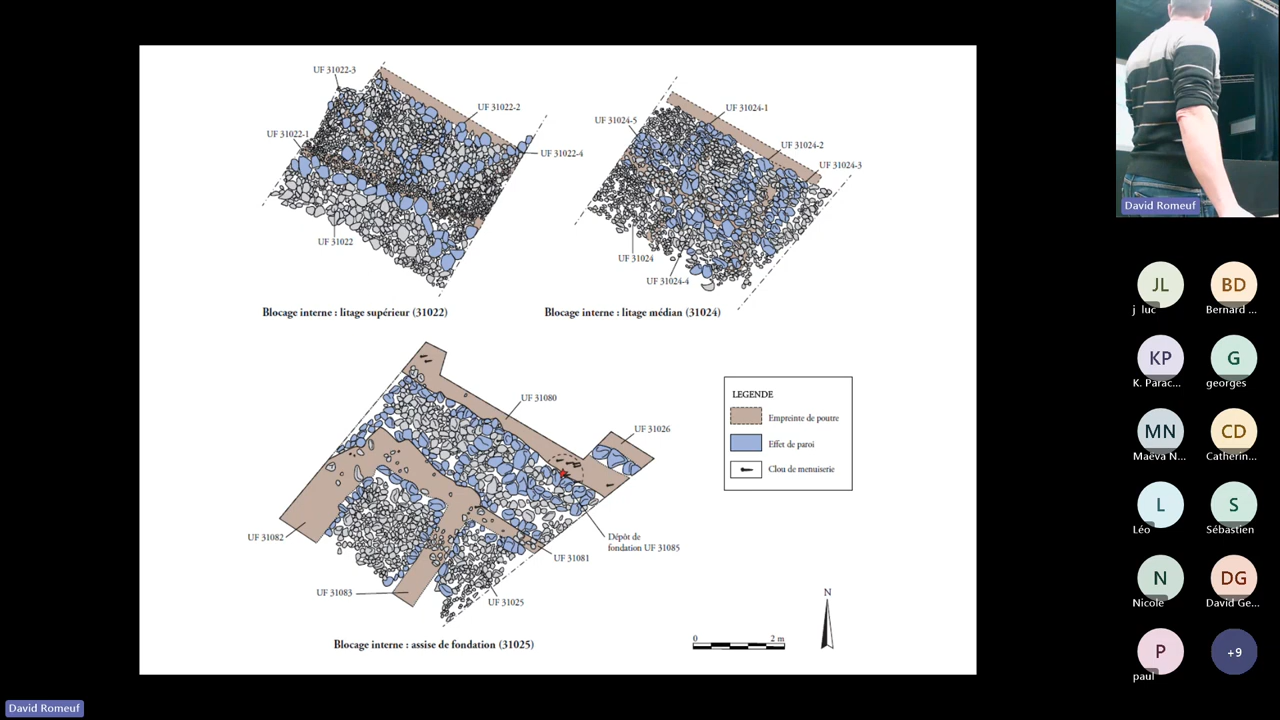 UF 31022-3
UF 31022-2
UF 31022-1
UF 31022-4
UF 31022
Blocage interne : litage supérieur (31022)
UF 31024-1
UF 31024-5
UF 31024-2
UF 31024-3
UF 31024
UF 31024-4
Blocage interne : litage médian (31024)
UF 31080
UF 31026
UF 31082
Dépôt de
fondation UF 31085
UF 31081
UF 31083
UF 31025
Blocage interne : assise de fondation (31025)
LEGENDE
Empreinte de poutre
Effet de paroi
Clou de menuiserie
N
0 2 m
David Romeuf
JL
j luc
BD
Bernard ...
KP
K. Parac...
G
georges
MN
Maëva N...
CD
Catherin...
L
Léo
S
Sébastien
N
Nicole
DG
David Ge...
P
paul
+9
David Romeuf